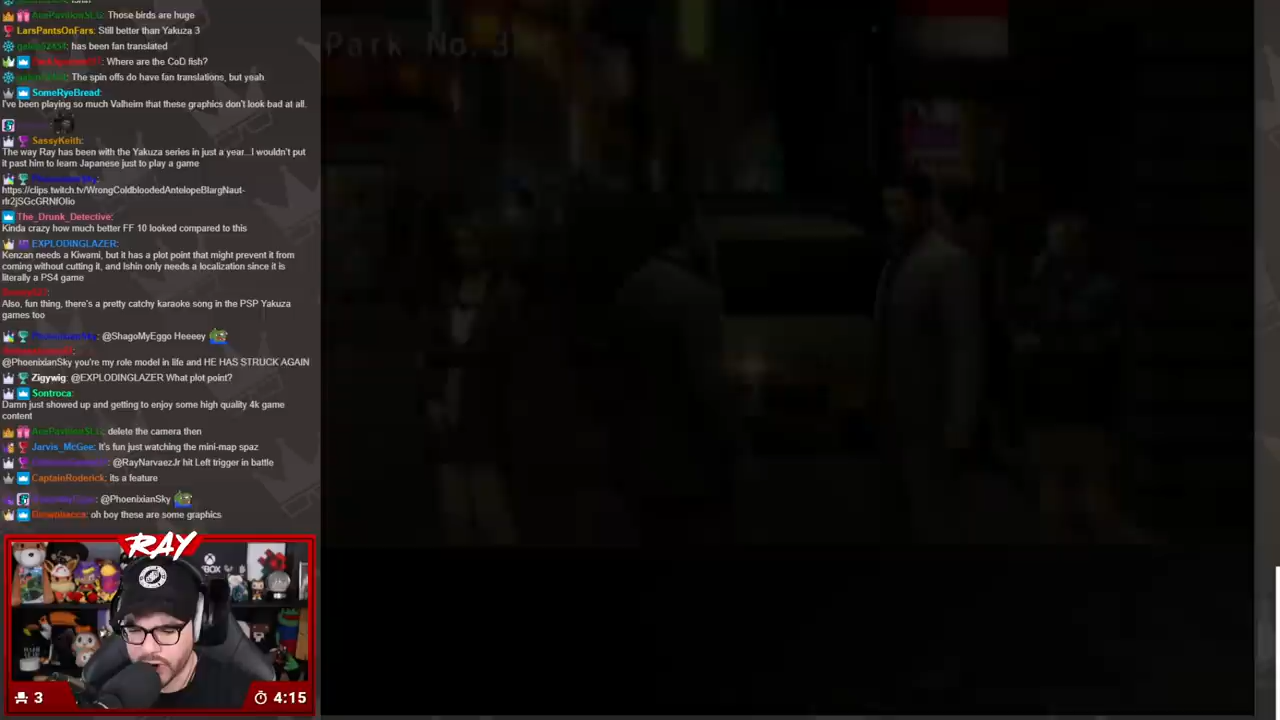 AcePavilionSLG: Those birds are huge
LarsPantsOnFars: Still better than Yakuza 3
has been fan translated
Where are the CoD fish?
The spin offs do have fan translations, but yeah
SomeRyeBread:
I've been playing so much Valheim that these graphics don't look bad at all.
SassyKeith:
The way Ray has been with the Yakuza series in just a year...I wouldn't put
it past him to learn Japanese just to play a game
PhoenixianSky:
https://clips.twitch.tv/WrongColdbloodedAntelopeBlargNaut-
The_Drunk_Detective:
Kinda crazy how much better FF 10 looked compared to this
EXPLODINGLAZER:
Kenzan needs a Kiwami, but it has a plot point that might prevent it from
coming without cutting it, and Ishin only needs a localization since it is
literally a PS4 game
Also, fun thing, there's a pretty catchy karaoke song in the PSP Yakuza
games too
PhoenixianSky: @ShagoMyEggo Heeeey
@PhoenixianSky you're my role model in life and HE HAS STRUCK AGAIN
Zigywig: @EXPLODINGLAZER What plot point?
Sontroca:
Damn just showed up and getting to enjoy some high quality 4k game
content
AcePavilionSLG: delete the camera then
Jarvis_McGee: It's fun just watching the mini-map spaz
@RayNarvaezJr hit Left trigger in battle
CaptainRoderick: its a feature
@PhoenixianSky
oh boy these are some graphics
Park No. 3
RAY
XBOX
3
4:15